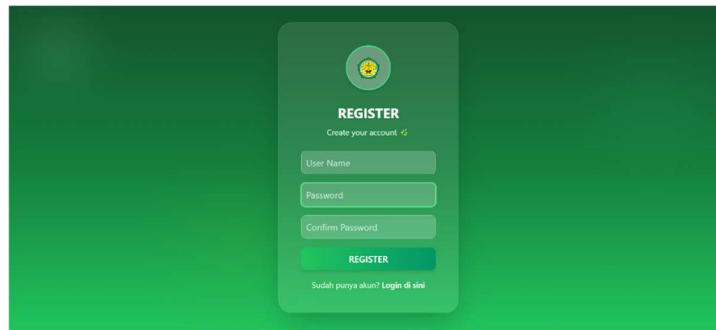 REGISTER
Create your account
User Name
Password
Confirm Password
REGISTER
Sudah punya akun? Login di sini